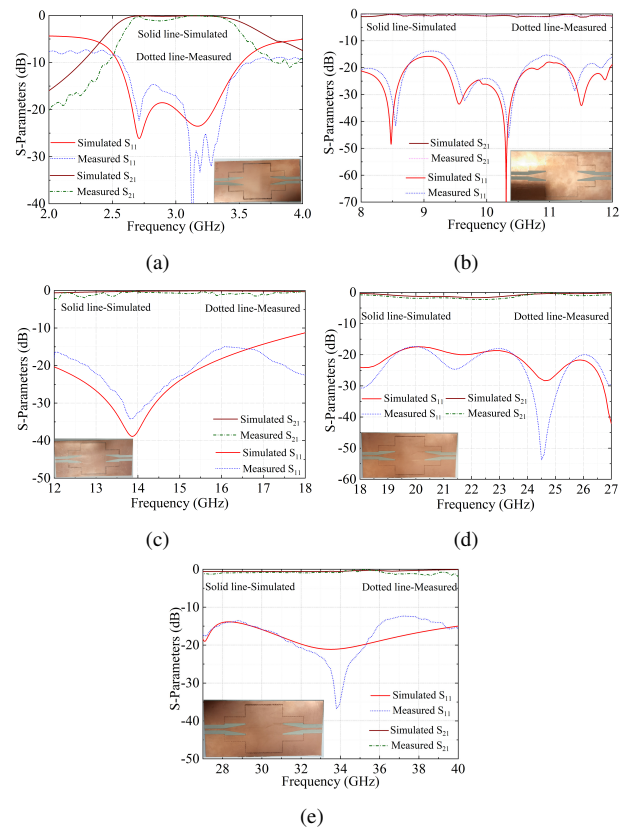 0
-10
-20
-30
-40
S-Parameters (dB)
Solid line-Simulated
Dotted line-Measured
Simulated S11
Measured S11
Simulated S21
Measured S21
2.0 2.5 3.0 3.5 4.0
Frequency (GHz)
(a)
0
-10
-20
-30
-40
-50
-60
-70
S-Parameters (dB)
Solid line-Simulated Dotted line-Measured
Simulated S21
Measured S21
Simulated S11
Measured S11
8 9 10 11 12
Frequency (GHz)
(b)
0
-10
-20
-30
-40
-50
S-Parameters (dB)
Solid line-Simulated Dotted line-Measured
Simulated S21
Measured S21
Simulated S11
Measured S11
12 13 14 15 16 17 18
Frequency (GHz)
(c)
0
-10
-20
-30
-40
-50
-60
S-Parameters (dB)
Solid line-Simulated Dotted line-Measured
Simulated S11 Simulated S21
Measured S11 Measured S21
18 19 20 21 22 23 24 25 26 27
Frequency (GHz)
(d)
0
-10
-20
-30
-40
-50
S-Parameters (dB)
Solid line-Simulated Dotted line-Measured
Simulated S11
Measured S11
Simulated S21
Measured S21
28 30 32 34 36 38 40
Frequency (GHz)
(e)